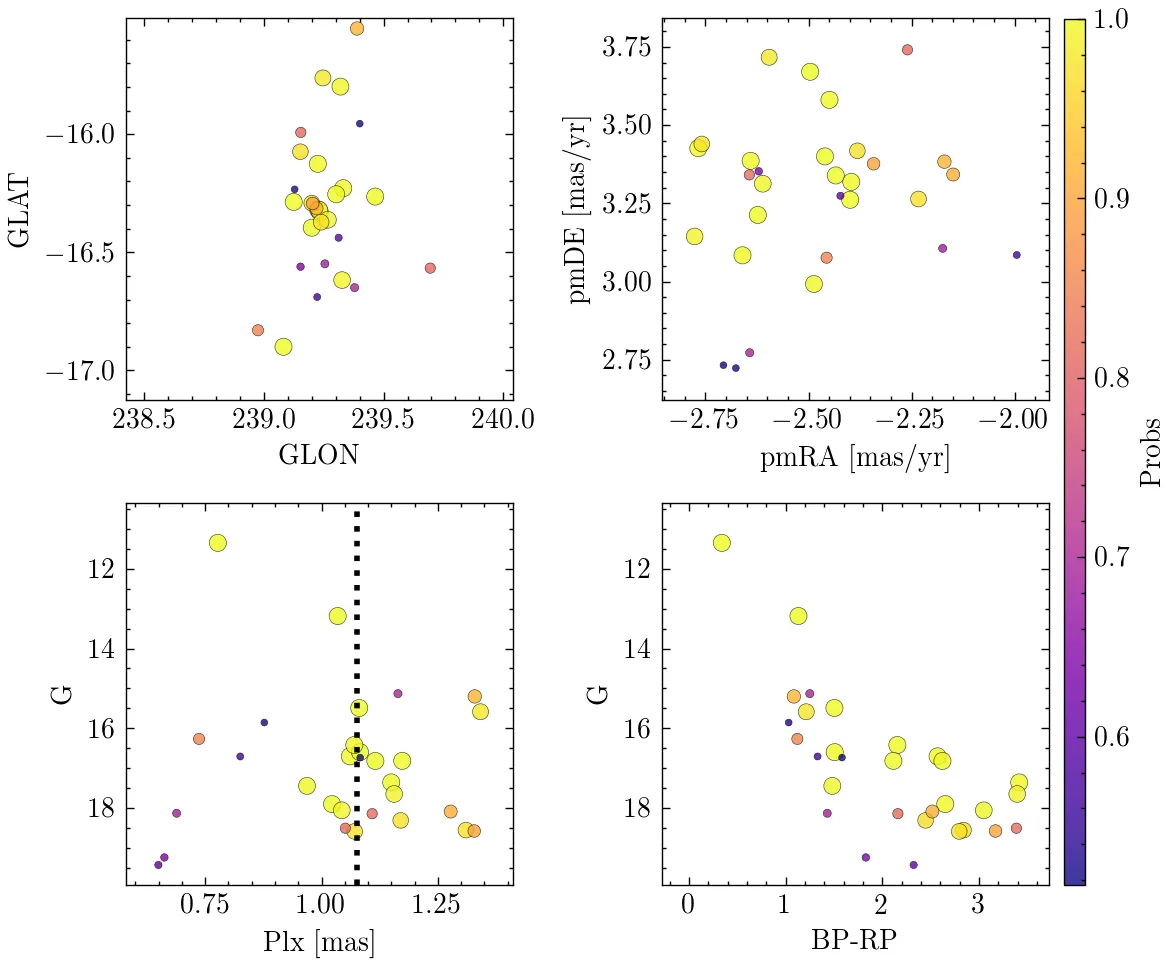 −16.0
−16.5
−17.0
GLAT
238.5 239.0 239.5 240.0
GLON
3.75
3.50
3.25
3.00
2.75
pmDE [mas/yr]
−2.75 −2.50 −2.25 −2.00
pmRA [mas/yr]
12
14
16
18
G
0.75 1.00 1.25
Plx [mas]
12
14
16
18
G
0 1 2 3
BP-RP
1.0
0.9
0.8
0.7
0.6
Probs